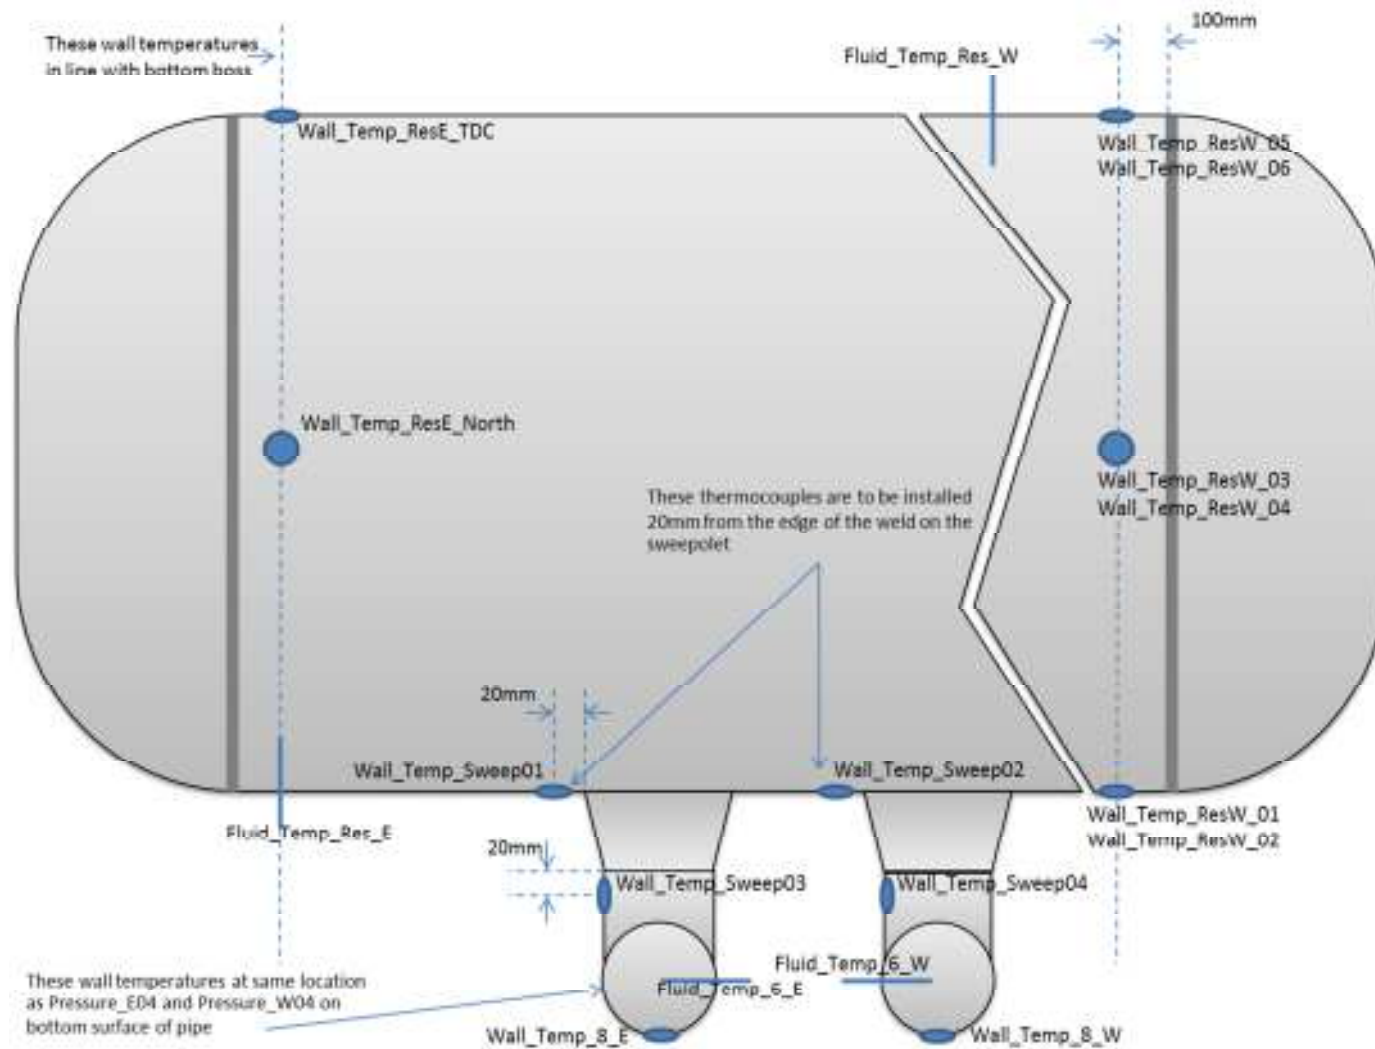 100mm
These wall temperatures
in line with bottom boss
Fluid_Temp_Res_W
Wall_Temp_ResE_TDC
Wall_Temp_ResW_05
Wall_Temp_ResW_06
Wall_Temp_ResE_North
Wall_Temp_ResW_03
Wall_Temp_ResW_04
These thermocouples are to be installed
20mm from the edge of the weld on the
sweepolet
20mm
Wall_Temp_Sweep01
Wall_Temp_Sweep02
Fluid_Temp_Res_E
Wall_Temp_ResW_01
Wall_Temp_ResW_02
20mm
Wall_Temp_Sweep03
Wall_Temp_Sweep04
These wall temperatures at same location
as Pressure_E04 and Pressure_W04 on
bottom surface of pipe
Fluid_Temp_6_W
Fluid_Temp_6_E
Wall_Temp_8_E
Wall_Temp_8_W